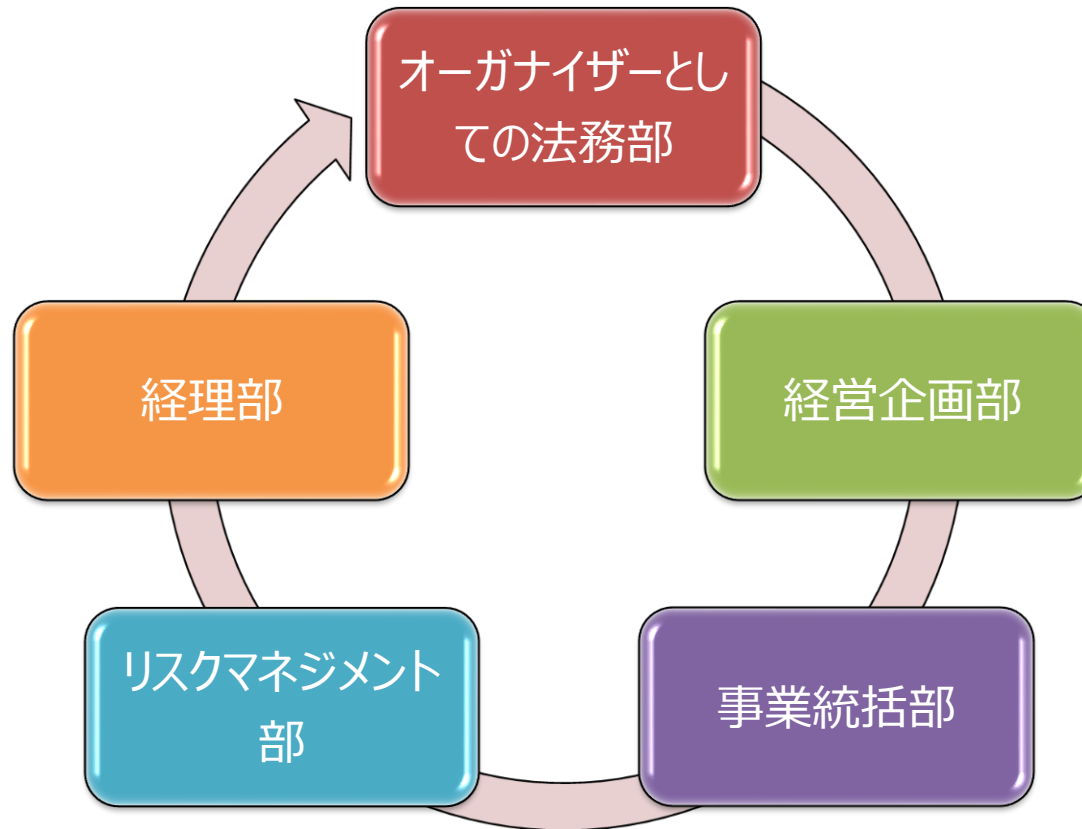 オーガナイザーとし
ての法務部
経理部
経営企画部
リスクマネジメント
部
事業統括部